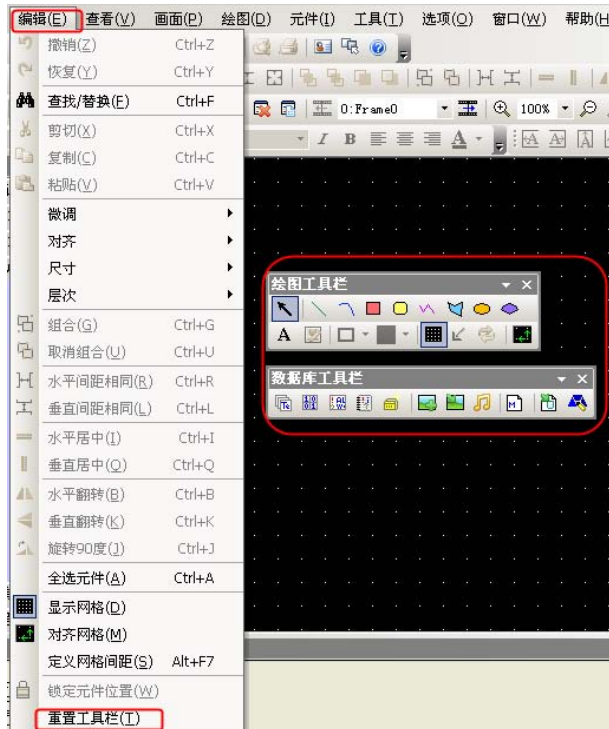 编辑(E) 查看(V) 画面(P) 绘图(D) 元件(I) 工具(T) 选项(O) 窗口(W) 帮助(H
撤销(Z) Ctrl+Z
恢复(Y) Ctrl+Y
查找/替换(F) Ctrl+F
0:Frame0 100%
剪切(X) Ctrl+X
I B A
复制(C) Ctrl+C
粘贴(V) Ctrl+V
微调
对齐
尺寸
层次
绘图工具栏
A
组合(G) Ctrl+G
取消组合(U) Ctrl+U
数据库工具栏
水平间距相同(R) Ctrl+R
垂直间距相同(L) Ctrl+L
水平居中(I) Ctrl+I
垂直居中(Q) Ctrl+Q
水平翻转(B) Ctrl+B
垂直翻转(K) Ctrl+K
旋转90度(J) Ctrl+J
全选元件(A) Ctrl+A
显示网格(D)
对齐网格(M)
定义网格间距(S) Alt+F7
锁定元件位置(W)
重置工具栏(T)